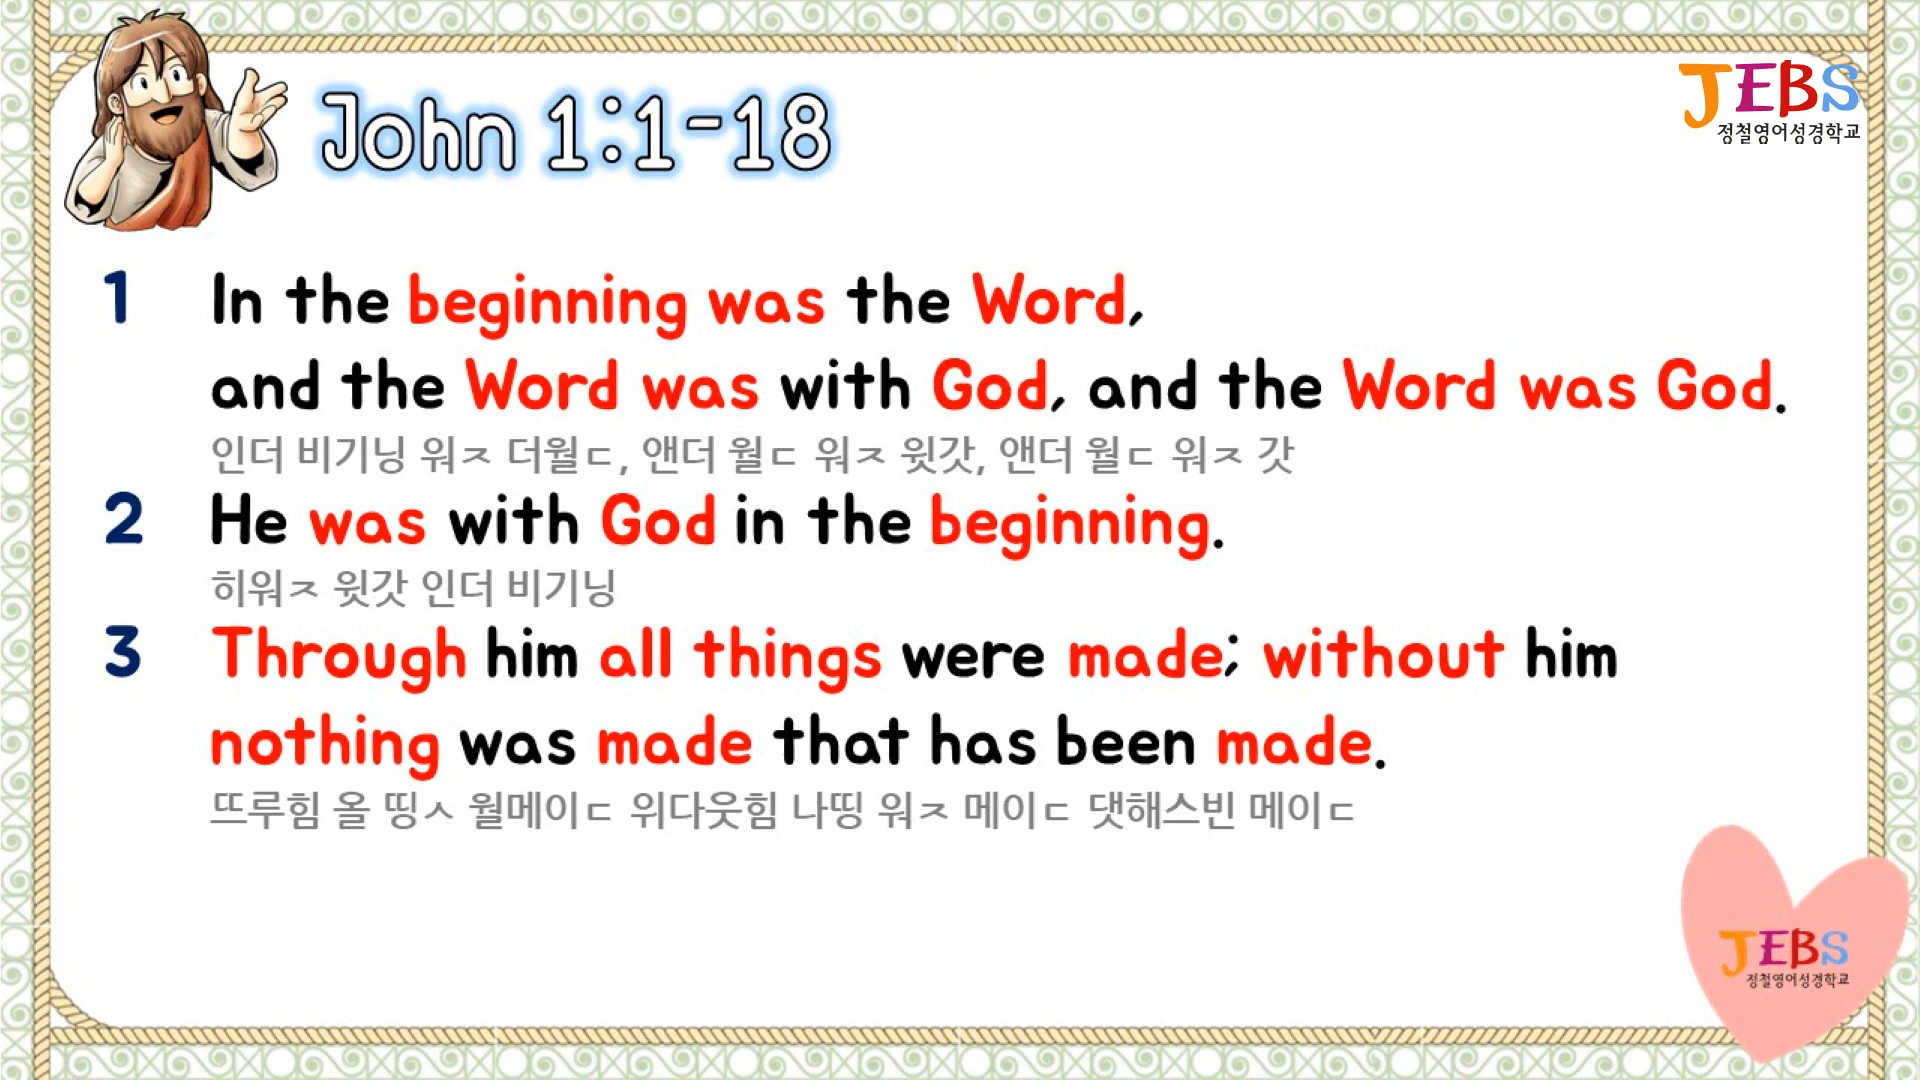 John 1:1-18
JEBS
정철영어성경학교
1 In the beginning was the Word,
and the Word was with God, and the Word was God.
인더 비기닝 워ㅈ 더월ㄷ, 앤더 월ㄷ 워ㅈ 윗갓, 앤더 월ㄷ 워ㅈ 갓
2 He was with God in the beginning.
히워ㅈ 윗갓 인더 비기닝
3 Through him all things were made; without him
nothing was made that has been made.
뜨루힘 올 띵ㅅ 월메이ㄷ 위다웃힘 나띵 워ㅈ 메이ㄷ 댓해스빈 메이ㄷ
JEBS
정철영어성경학교